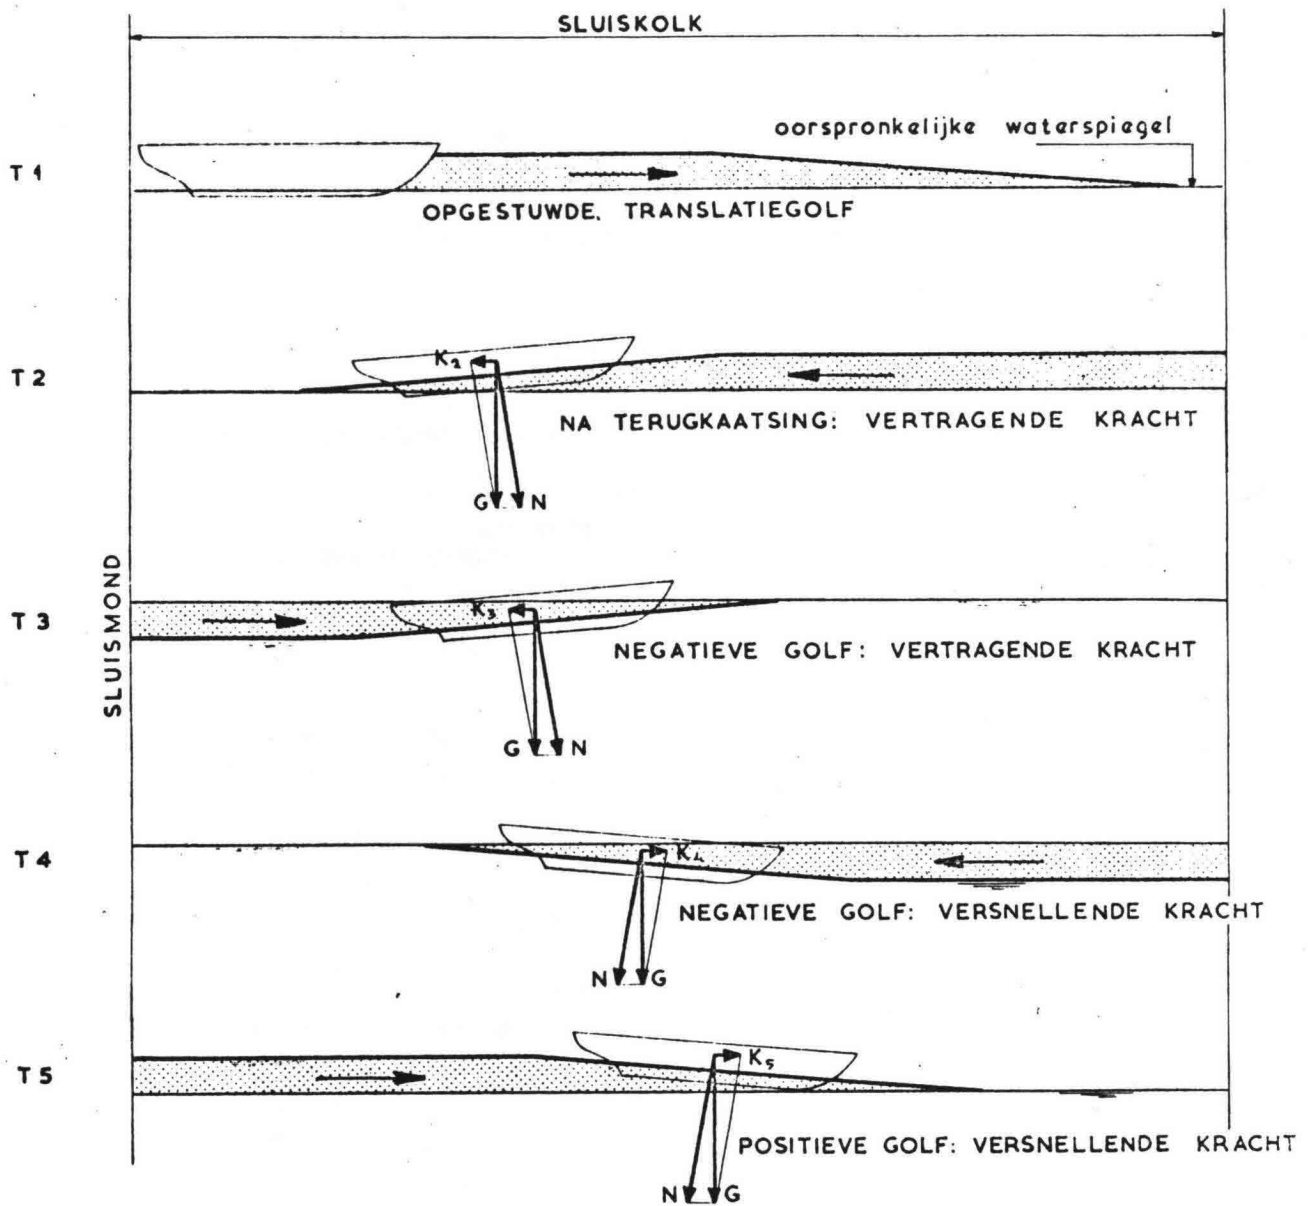 SLUISKOLK
oorspronkelijke waterspiegel
T 1
OPGESTUWDE. TRANSLATIEGOLF
T 2
K₂
NA TERUGKAATSING: VERTRAGENDE KRACHT
G N
SLUISMOND
T 3
K₃
NEGATIEVE GOLF: VERTRAGENDE KRACHT
G N
T 4
K₄
NEGATIEVE GOLF: VERSNELLENDE KRACHT
N G
T 5
K₅
POSITIEVE GOLF: VERSNELLENDE KRACHT
N G